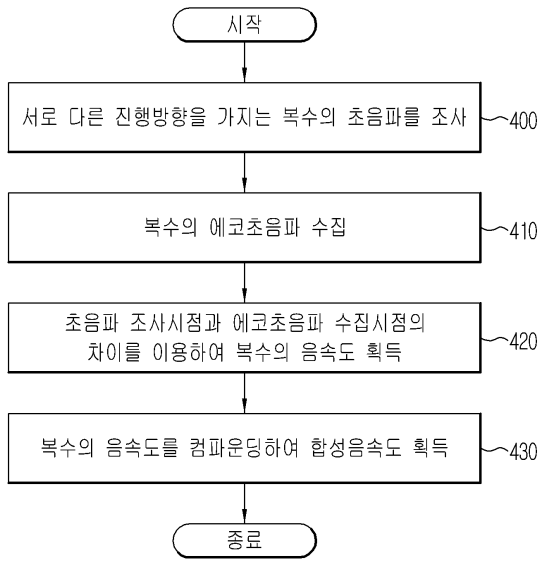 시작
서로 다른 진행방향을 가지는 복수의 초음파를 조사
400
복수의 에코초음파 수집
410
초음파 조사시점과 에코초음파 수집시점의
차이를 이용하여 복수의 음속도 획득
420
복수의 음속도를 컴파운딩하여 합성음속도 획득
430
종료